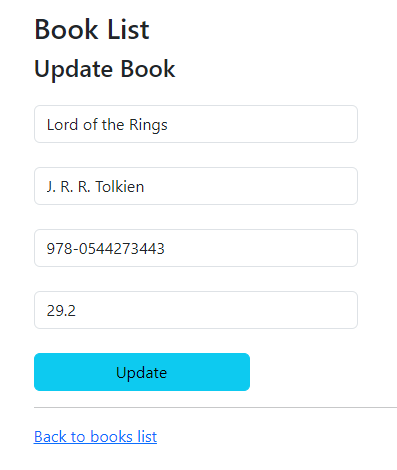 Book List
Update Book
Lord of the Rings
J. R. R. Tolkien
978-0544273443
29.2
Update
Back to books list